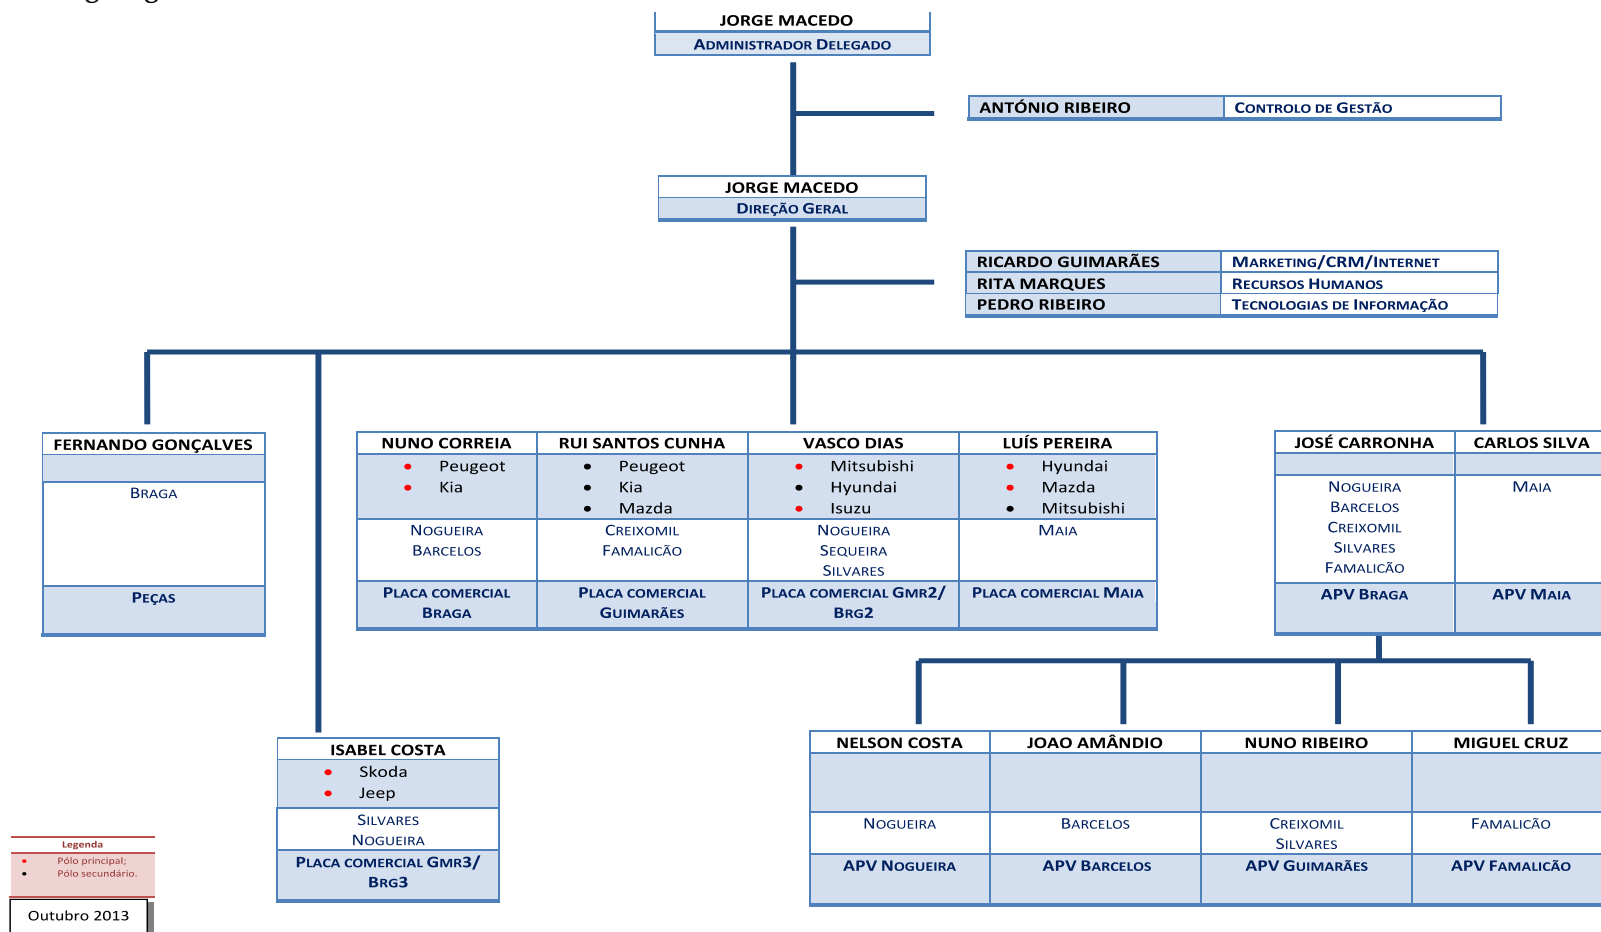 JORGE MACEDO
ADMINISTRADOR DELEGADO
ANTÓNIO RIBEIRO CONTROLO DE GESTÃO
JORGE MACEDO
DIREÇÃO GERAL
RICARDO GUIMARÃES MARKETING/CRM/INTERNET
RITA MARQUES RECURSOS HUMANOS
PEDRO RIBEIRO TECNOLOGIAS DE INFORMAÇÃO
FERNANDO GONÇALVES
BRAGA
PEÇAS
NUNO CORREIA
• Peugeot
• Kia
NOGUEIRA
BARCELOS
PLACA COMERCIAL
BRAGA
RUI SANTOS CUNHA
• Peugeot
• Kia
• Mazda
CREIXOMIL
FAMALICÃO
PLACA COMERCIAL
GUIMARÃES
VASCO DIAS
• Mitsubishi
• Hyundai
• Isuzu
NOGUEIRA
SEQUEIRA
SILVARES
PLACA COMERCIAL GMR2/
BRG2
LUÍS PEREIRA
• Hyundai
• Mazda
• Mitsubishi
MAIA
PLACA COMERCIAL MAIA
JOSÉ CARRONHA
NOGUEIRA
BARCELOS
CREIXOMIL
SILVARES
FAMALICÃO
APV BRAGA
CARLOS SILVA
MAIA
APV MAIA
ISABEL COSTA
• Skoda
• Jeep
SILVARES
NOGUEIRA
PLACA COMERCIAL GMR3/
BRG3
NELSON COSTA
NOGUEIRA
APV NOGUEIRA
JOAO AMÂNDIO
BARCELOS
APV BARCELOS
NUNO RIBEIRO
CREIXOMIL
SILVARES
APV GUIMARÃES
MIGUEL CRUZ
FAMALICÃO
APV FAMALICÃO
Legenda
• Pólo principal;
• Pólo secundário.
Outubro 2013